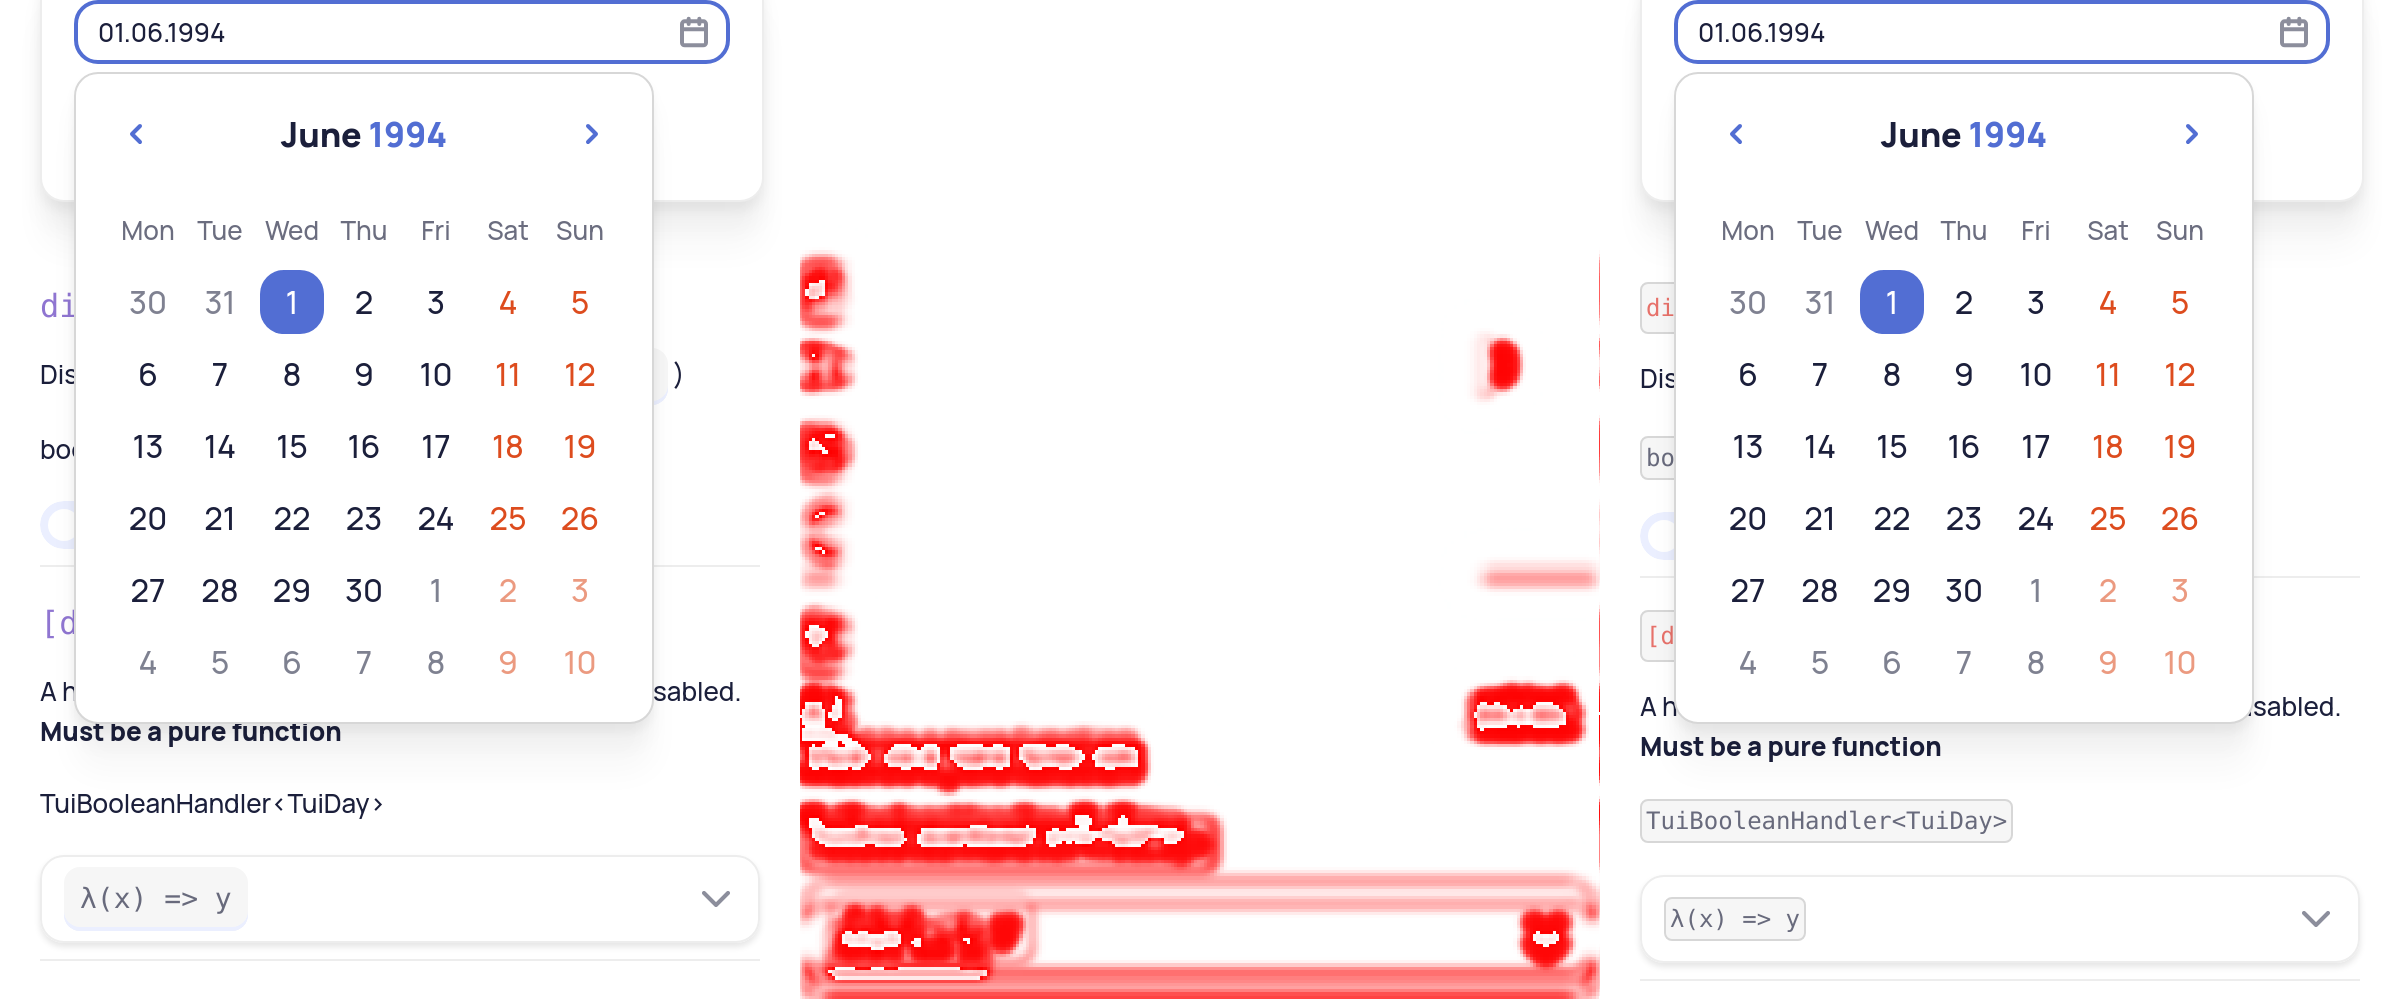 01.06.1994
June 1994
Mon Tue Wed Thu Fri Sat Sun
30 31 1 2 3 4 5
6 7 8 9 10 11 12
13 14 15 16 17 18 19
20 21 22 23 24 25 26
27 28 29 30 1 2 3
4 5 6 7 8 9 10
di
Dis )
boo
[d
A h sabled.
Must be a pure function
TuiBooleanHandler<TuiDay>
λ(x) => y
01.06.1994
June 1994
Mon Tue Wed Thu Fri Sat Sun
30 31 1 2 3 4 5
6 7 8 9 10 11 12
13 14 15 16 17 18 19
20 21 22 23 24 25 26
27 28 29 30 1 2 3
4 5 6 7 8 9 10
di
Dis
bo
[d
A h sabled.
Must be a pure function
TuiBooleanHandler<TuiDay>
λ(x) => y